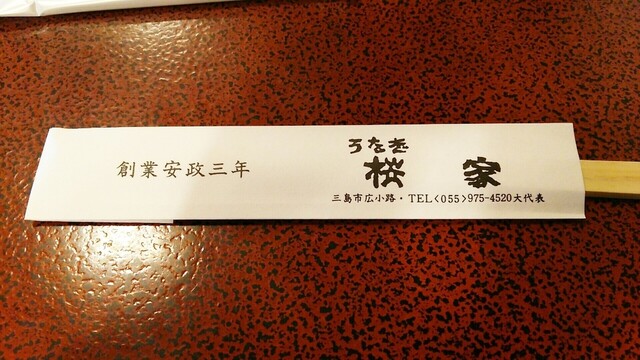 創業安政三年
うなぎ
桜家
三島市広小路・TEL<055>975-4520大代表